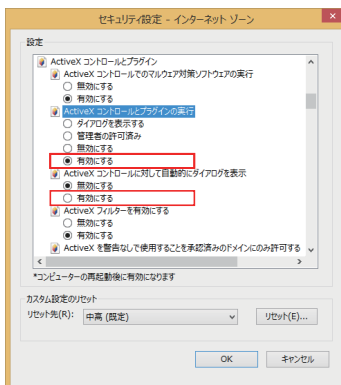 セキュリティ設定 - インターネット ゾーン
設定
ActiveX コントロールとプラグイン
ActiveX コントロールでのマルウェア対策ソフトウェアの実行
無効にする
有効にする
ActiveX コントロールとプラグインの実行
ダイアログを表示する
管理者の許可済み
無効にする
有効にする
ActiveX コントロールに対して自動的にダイアログを表示
無効にする
有効にする
ActiveX フィルターを有効にする
無効にする
有効にする
ActiveX を警告なしで使用することを承認済みのドメインにのみ許可する
*コンピューターの再起動後に有効になります
カスタム設定のリセット
リセット先(R): 中高 (既定) リセット(E)...
OK キャンセル